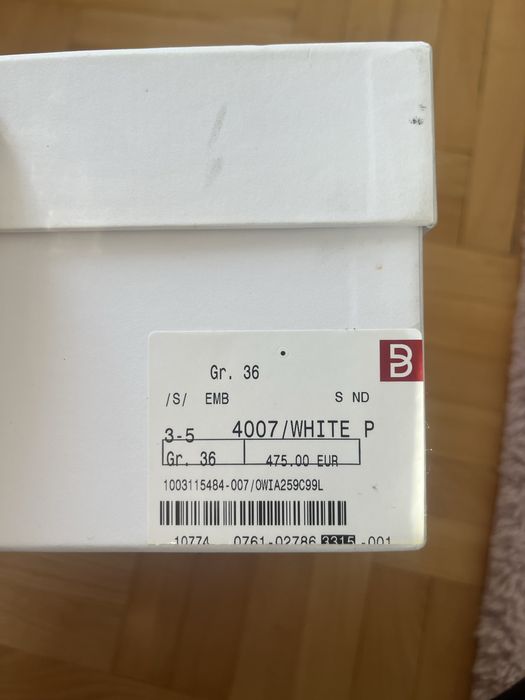 Gr. 36
B
/S/ EMB S ND
3-5 4007/WHITE P
Gr. 36 475.00 EUR
1003115484-007/OWIA259C99L
10774 0761-02786 3315 -001